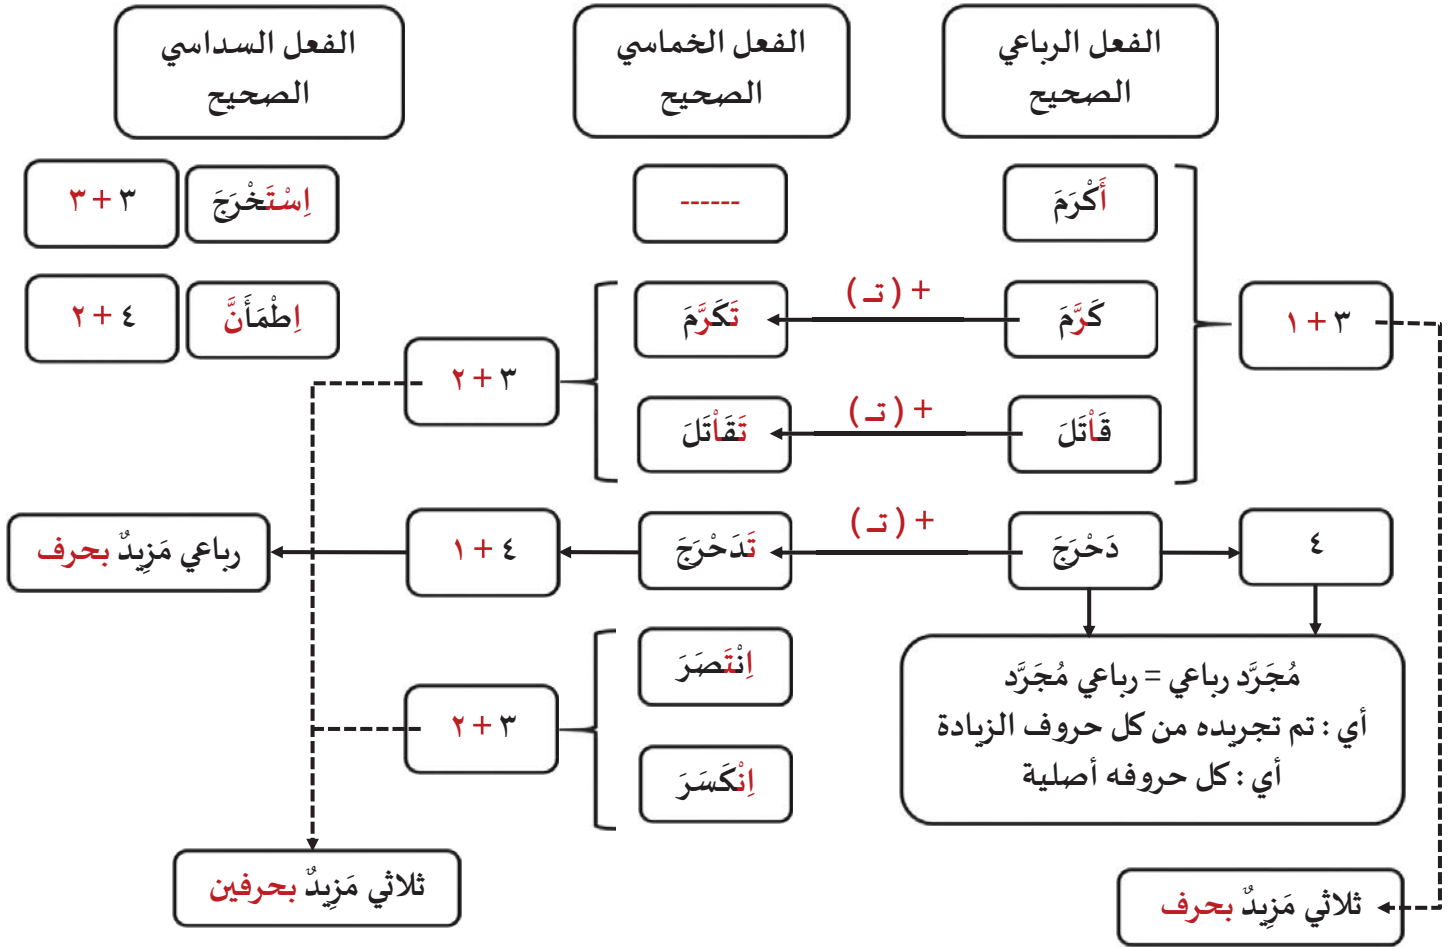 الفعل الرباعي
الصحيح
الفعل الخماسي
الصحيح
الفعل السداسي
الصحيح
أَكْرَمَ
------
اِسْتَخْرَجَ
٣ + ٣
٣ + ١
كَرَّمَ
+ ( تـ )
تَكَرَّمَ
اِطْمَأَنَّ
٤ + ٢
٣ + ٢
قَاْتَلَ
+ ( تـ )
تَقَاْتَلَ
٤
دَحْرَجَ
+ ( تـ )
تَدَحْرَجَ
٤ + ١
رباعي مَزِيدٌ بحرف
مُجَرَّد رباعي = رباعي مُجَرَّد
أي : تم تجريده من كل حروف الزيادة
أي : كل حروفه أصلية
اِنْتَصَرَ
٣ + ٢
اِنْكَسَرَ
ثلاثي مَزِيدٌ بحرف
ثلاثي مَزِيدٌ بحرفين